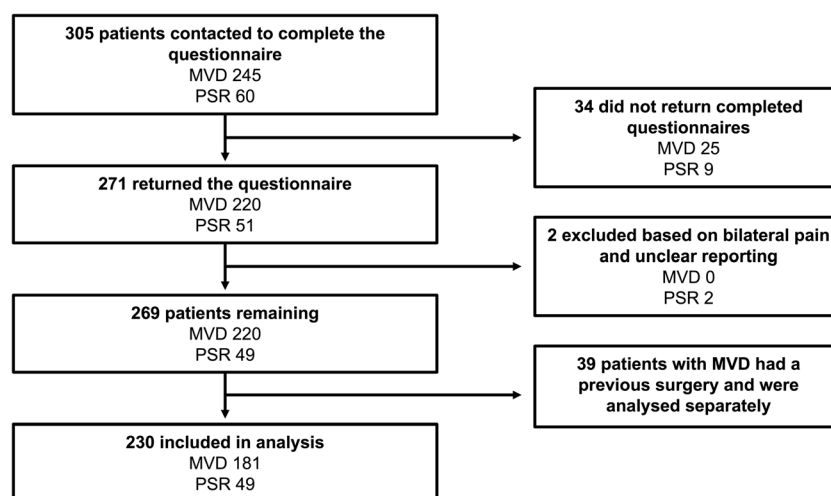 305 patients contacted to complete the
questionnaire
MVD 245
PSR 60
34 did not return completed
questionnaires
MVD 25
PSR 9
271 returned the questionnaire
MVD 220
PSR 51
2 excluded based on bilateral pain
and unclear reporting
MVD 0
PSR 2
269 patients remaining
MVD 220
PSR 49
39 patients with MVD had a
previous surgery and were
analysed separately
230 included in analysis
MVD 181
PSR 49